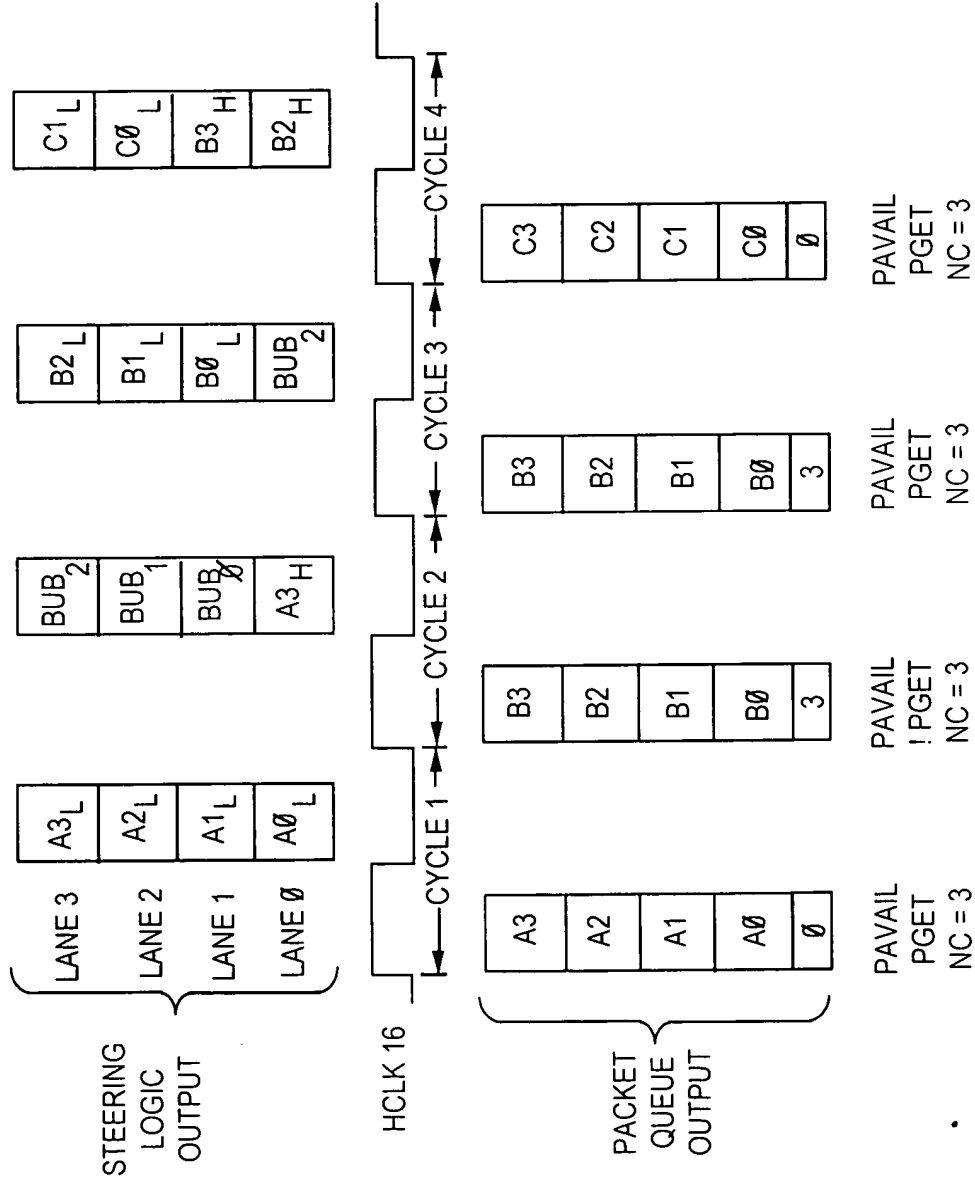 STEERING
LOGIC
OUTPUT
LANE 3
LANE 2
LANE 1
LANE Ø
A3L
A2L
A1L
AØL
BUB2
BUB1
BUBØ
A3H
B2L
B1L
BØL
BUB2
C1L
CØL
B3H
B2H
HCLK 16
CYCLE 1
CYCLE 2
CYCLE 3
CYCLE 4
PACKET
QUEUE
OUTPUT
A3
A2
A1
AØ
Ø
B3
B2
B1
BØ
3
B3
B2
B1
BØ
3
C3
C2
C1
CØ
Ø
PAVAIL
PGET
NC = 3
PAVAIL
! PGET
NC = 3
PAVAIL
PGET
NC = 3
PAVAIL
PGET
NC = 3